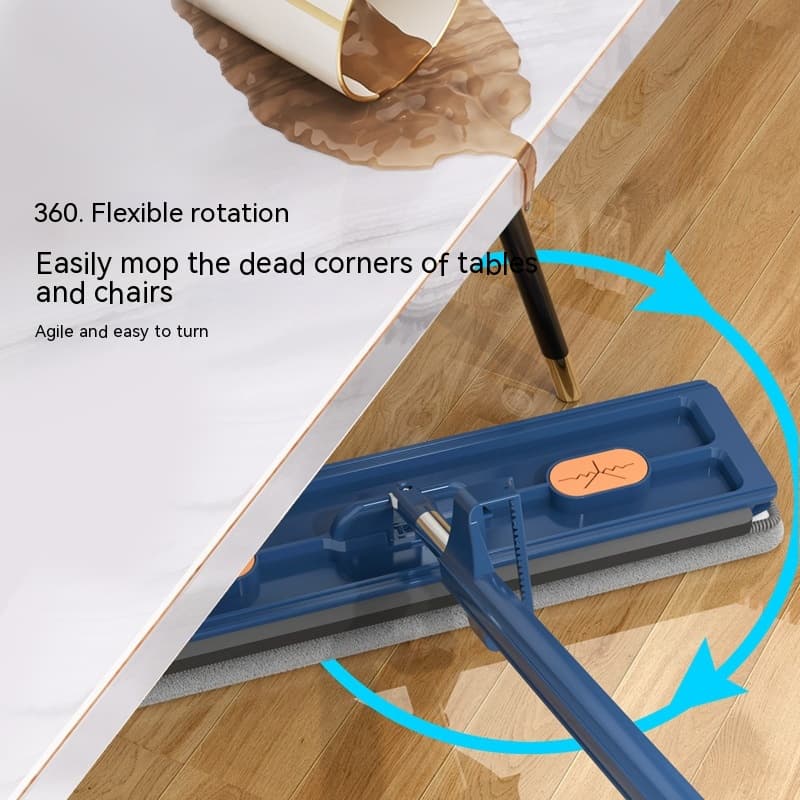 360. Flexible rotation
Easily mop the dead corners of tables
and chairs
Agile and easy to turn